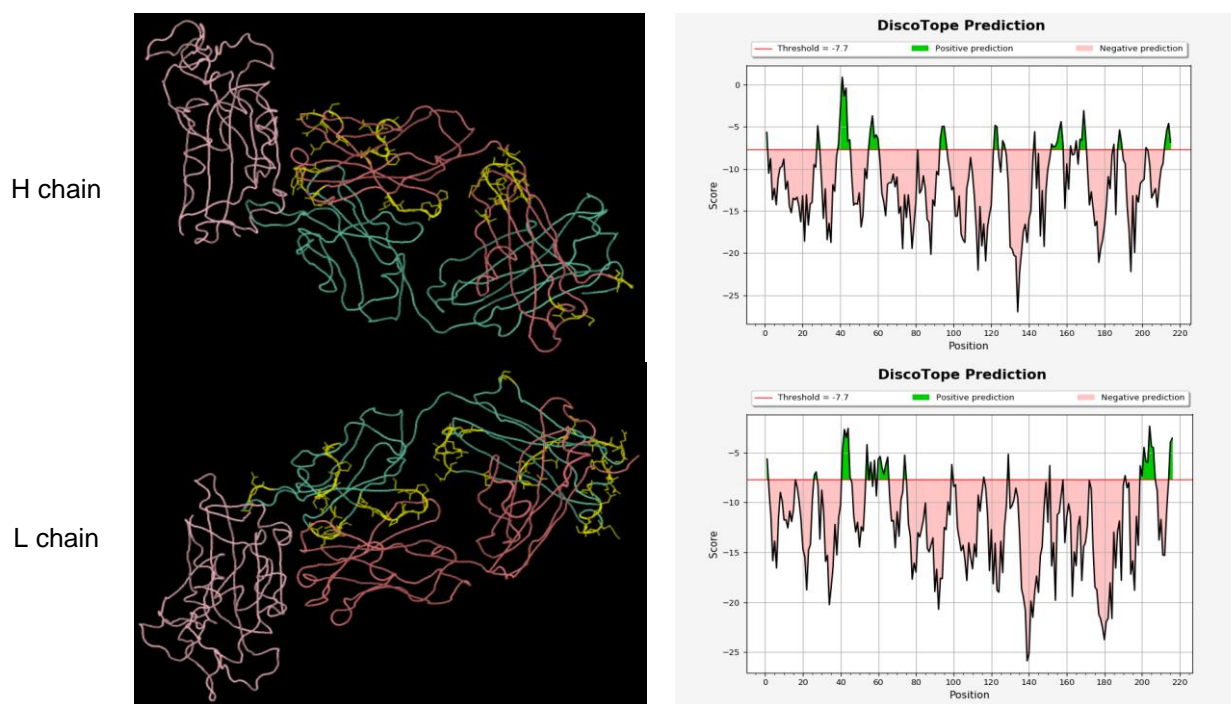 H chain
DiscoTope Prediction
Threshold = -7.7 Positive prediction Negative prediction
Score
0
−5
−10
−15
−20
−25
0 20 40 60 80 100 120 140 160 180 200 220
Position
L chain
DiscoTope Prediction
Threshold = -7.7 Positive prediction Negative prediction
Score
−5
−10
−15
−20
−25
0 20 40 60 80 100 120 140 160 180 200 220
Position